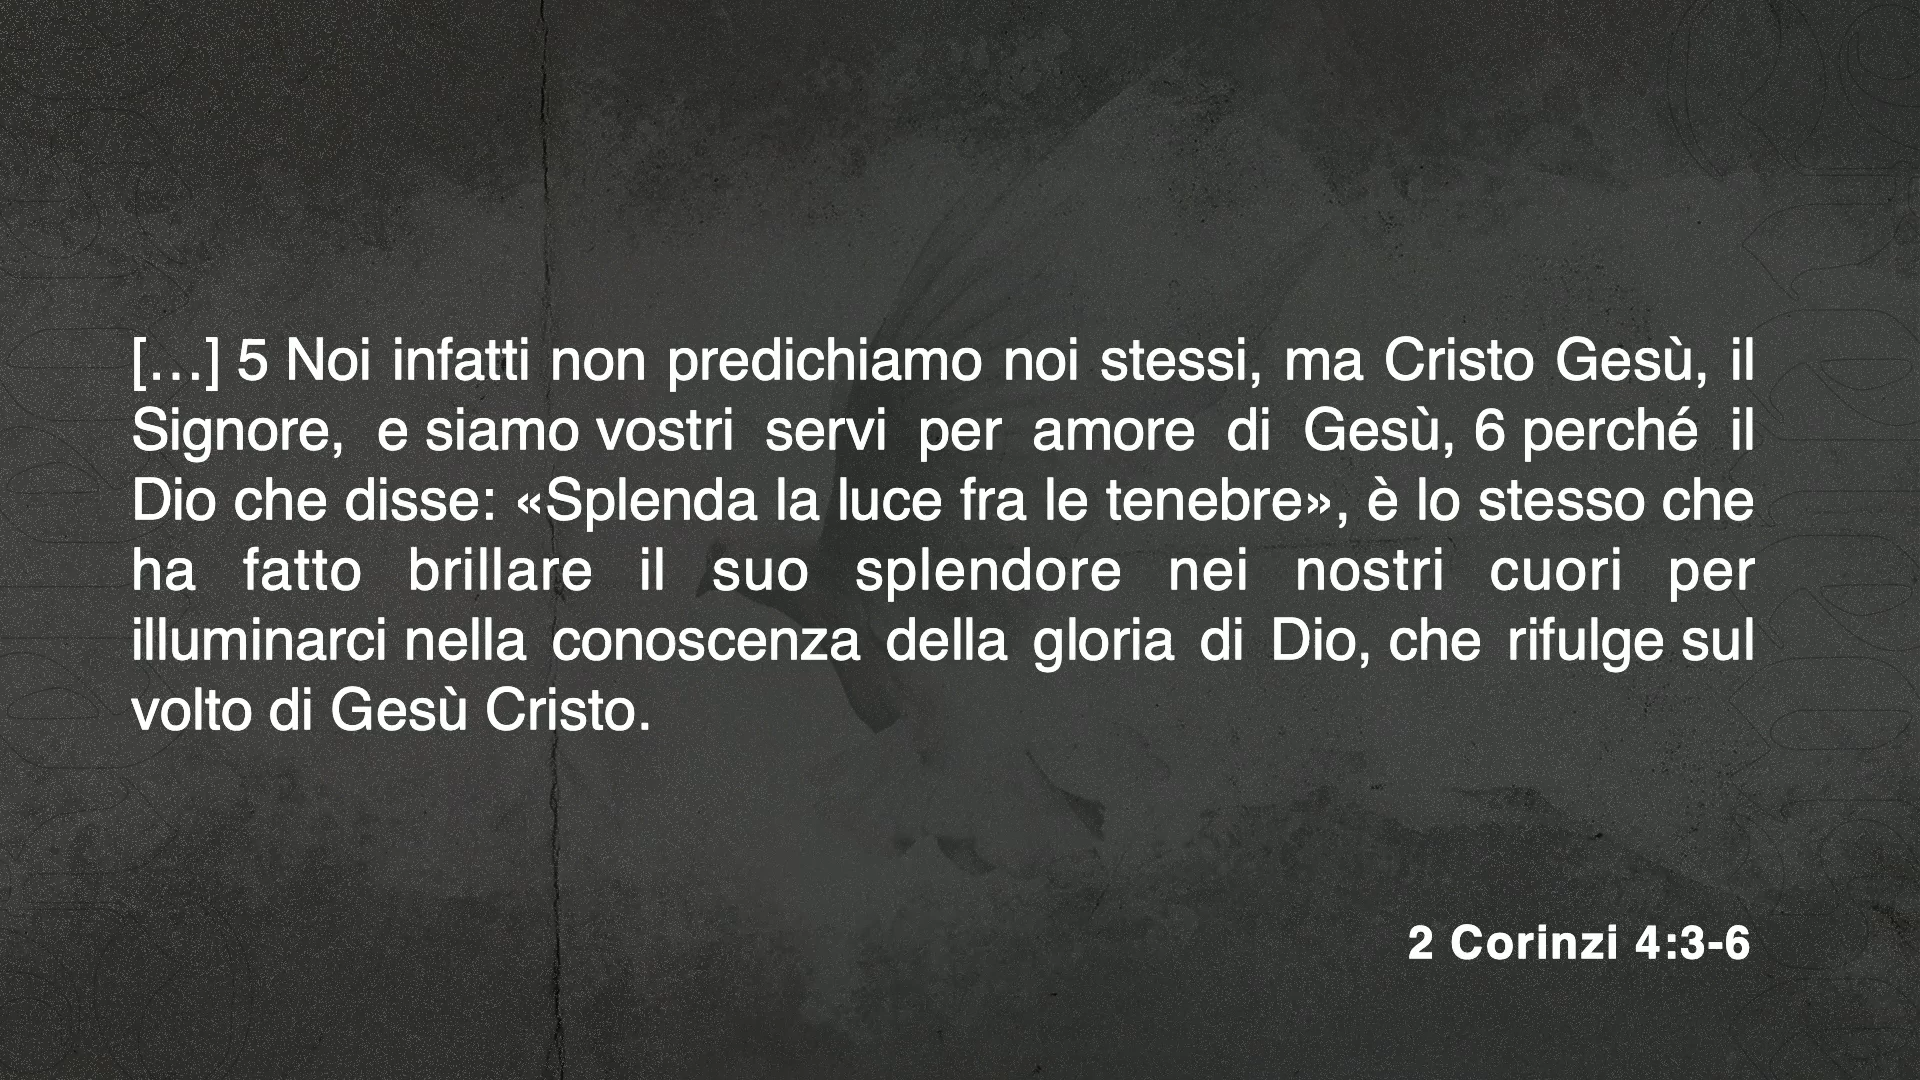 […] 5 Noi infatti non predichiamo noi stessi, ma Cristo Gesù, il
Signore, e siamo vostri servi per amore di Gesù, 6 perché il
Dio che disse: «Splenda la luce fra le tenebre», è lo stesso che
ha fatto brillare il suo splendore nei nostri cuori per
illuminarci nella conoscenza della gloria di Dio, che rifulge sul
volto di Gesù Cristo.
2 Corinzi 4:3-6